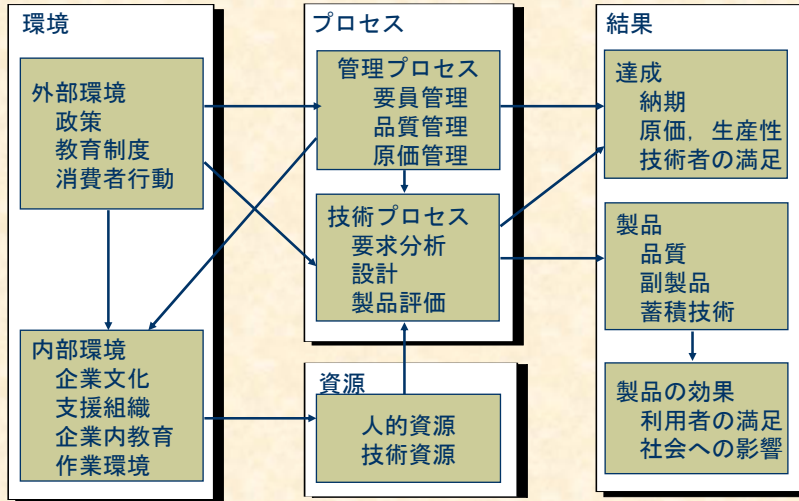 環境
外部環境
政策
教育制度
消費者行動
内部環境
企業文化
支援組織
企業内教育
作業環境
プロセス
管理プロセス
要員管理
品質管理
原価管理
技術プロセス
要求分析
設計
製品評価
資源
人的資源
技術資源
結果
達成
納期
原価，生産性
技術者の満足
製品
品質
副製品
蓄積技術
製品の効果
利用者の満足
社会への影響